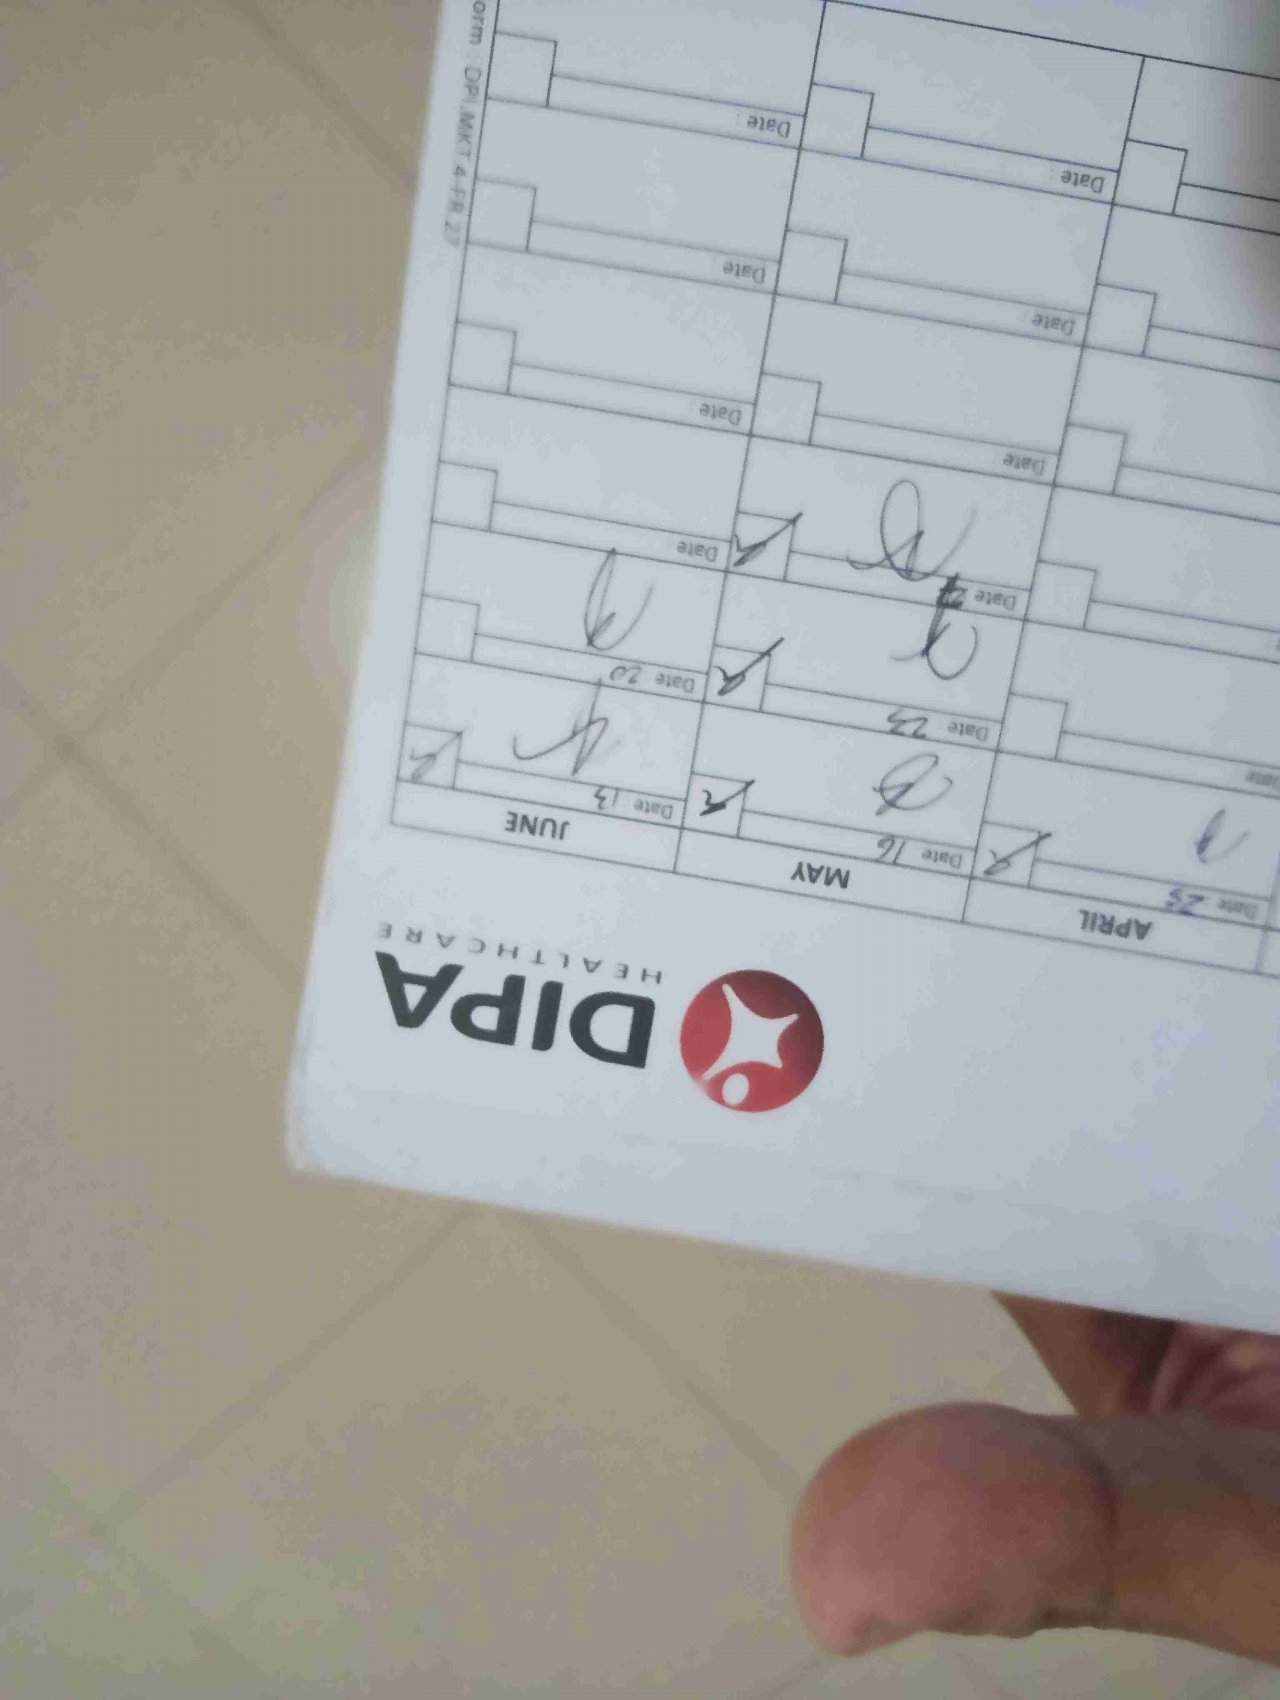 DIPA
HEALTHCARE
APRIL MAY JUNE
Date 25 Date 16 Date : 13
Date Date 23 Date 20
Date Date
Date Date
Date Date
Date : Date :
DPI.MKT.4-FR.27